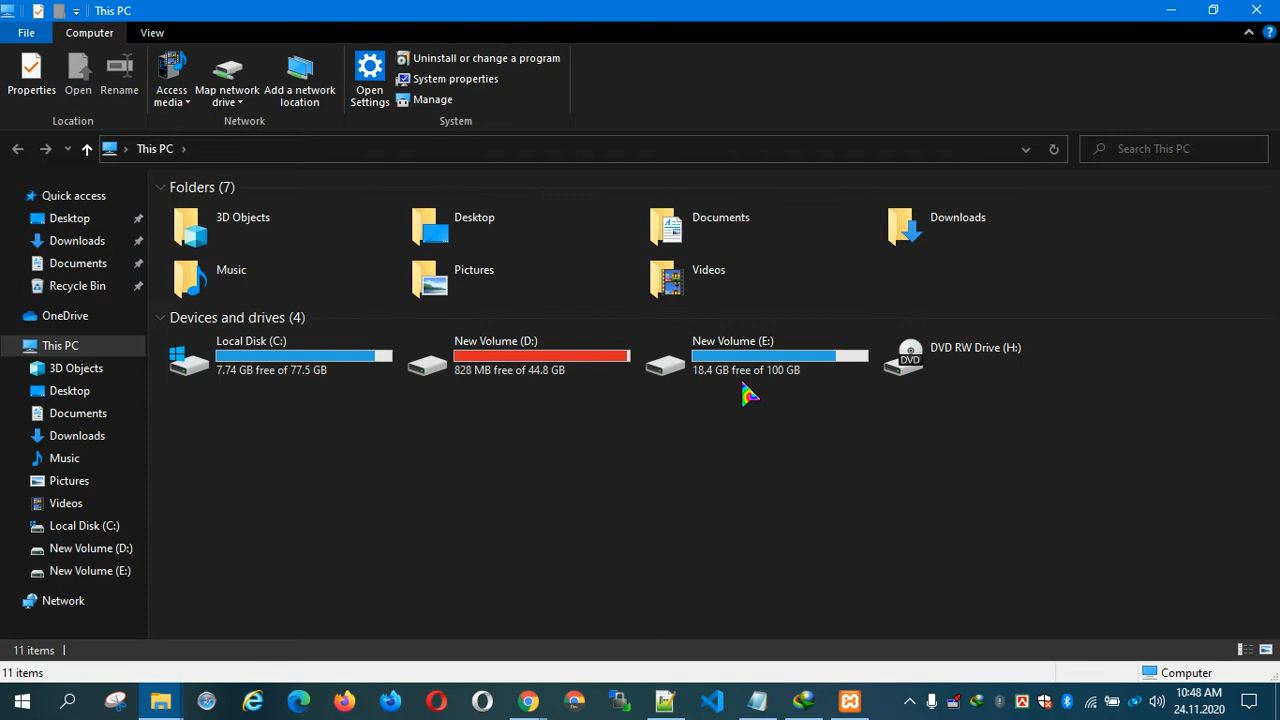 This PC
File
Computer
View
Properties
Open
Rename
Access media
Map network drive
Add a network location
Open Settings
Uninstall or change a program
System properties
Manage
Location
Network
System
This PC
Search This PC
Quick access
Desktop
Downloads
Documents
Recycle Bin
OneDrive
This PC
3D Objects
Desktop
Documents
Downloads
Music
Pictures
Videos
Local Disk (C:)
New Volume (D:)
New Volume (E:)
Network
Folders (7)
3D Objects
Desktop
Documents
Downloads
Music
Pictures
Videos
Devices and drives (4)
Local Disk (C:)
7.74 GB free of 77.5 GB
New Volume (D:)
828 MB free of 44.8 GB
New Volume (E:)
18.4 GB free of 100 GB
DVD
DVD RW Drive (H:)
11 items
11 items
Computer
10:48 AM
24.11.2020